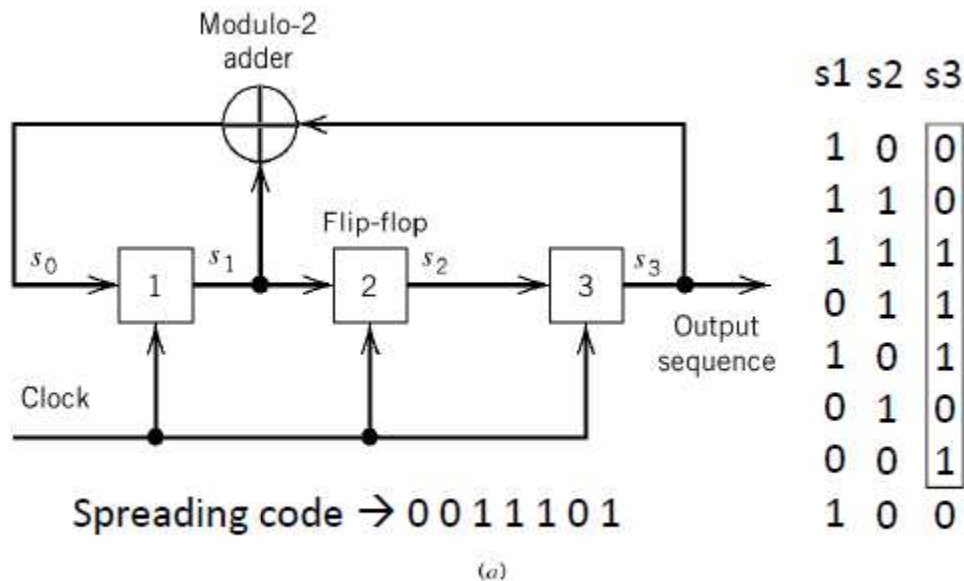 Modulo-2
adder
s1 s2 s3
1 0 0
1 1 0
1 1 1
0 1 1
1 0 1
0 1 0
0 0 1
1 0 0
Flip-flop
s0
1
s1
2
s2
3
s3
Output
sequence
Clock
Spreading code → 0 0 1 1 1 0 1
(a)